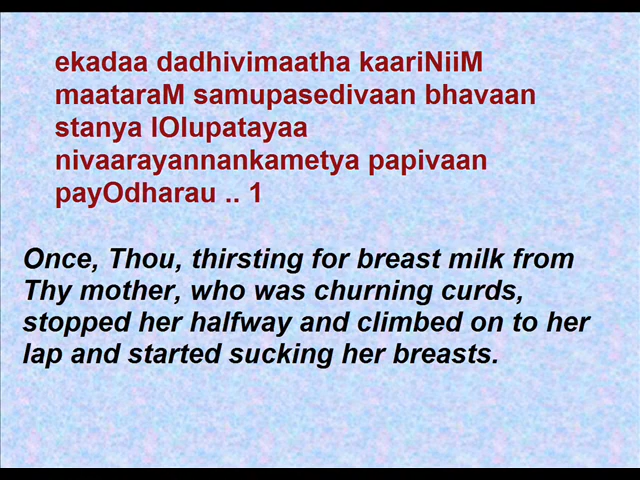 ekadaa dadhivimaatha kaariNiiM
maataraM samupasedivaan bhavaan
stanya lOlupatayaa
nivaarayannankametya papivaan
payOdharau .. 1
Once, Thou, thirsting for breast milk from
Thy mother, who was churning curds,
stopped her halfway and climbed on to her
lap and started sucking her breasts.